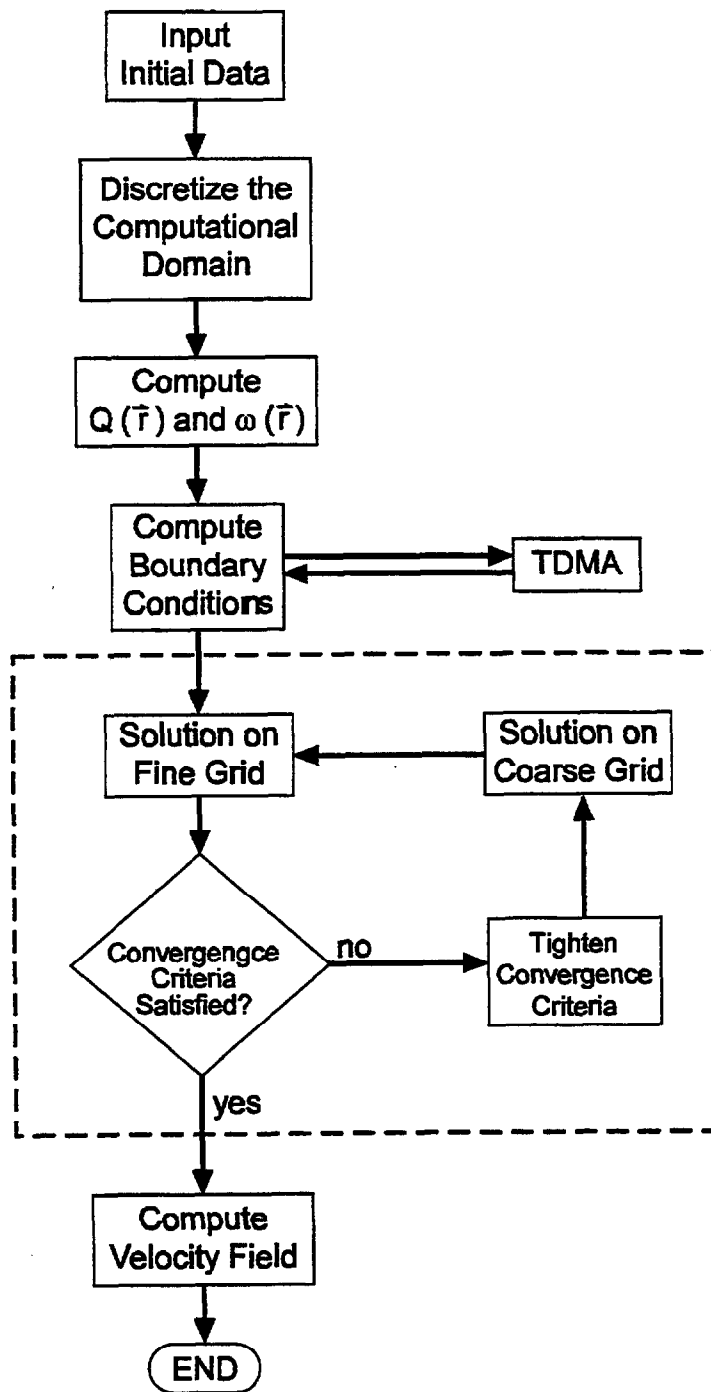 Input
Initial Data
Discretize the
Computational
Domain
Compute
Q (r⃗) and ω (r⃗)
Compute
Boundary
Conditions
TDMA
Solution on
Fine Grid
Solution on
Coarse Grid
Convergengce
Criteria
Satisfied?
no
Tighten
Convergence
Criteria
yes
Compute
Velocity Field
END